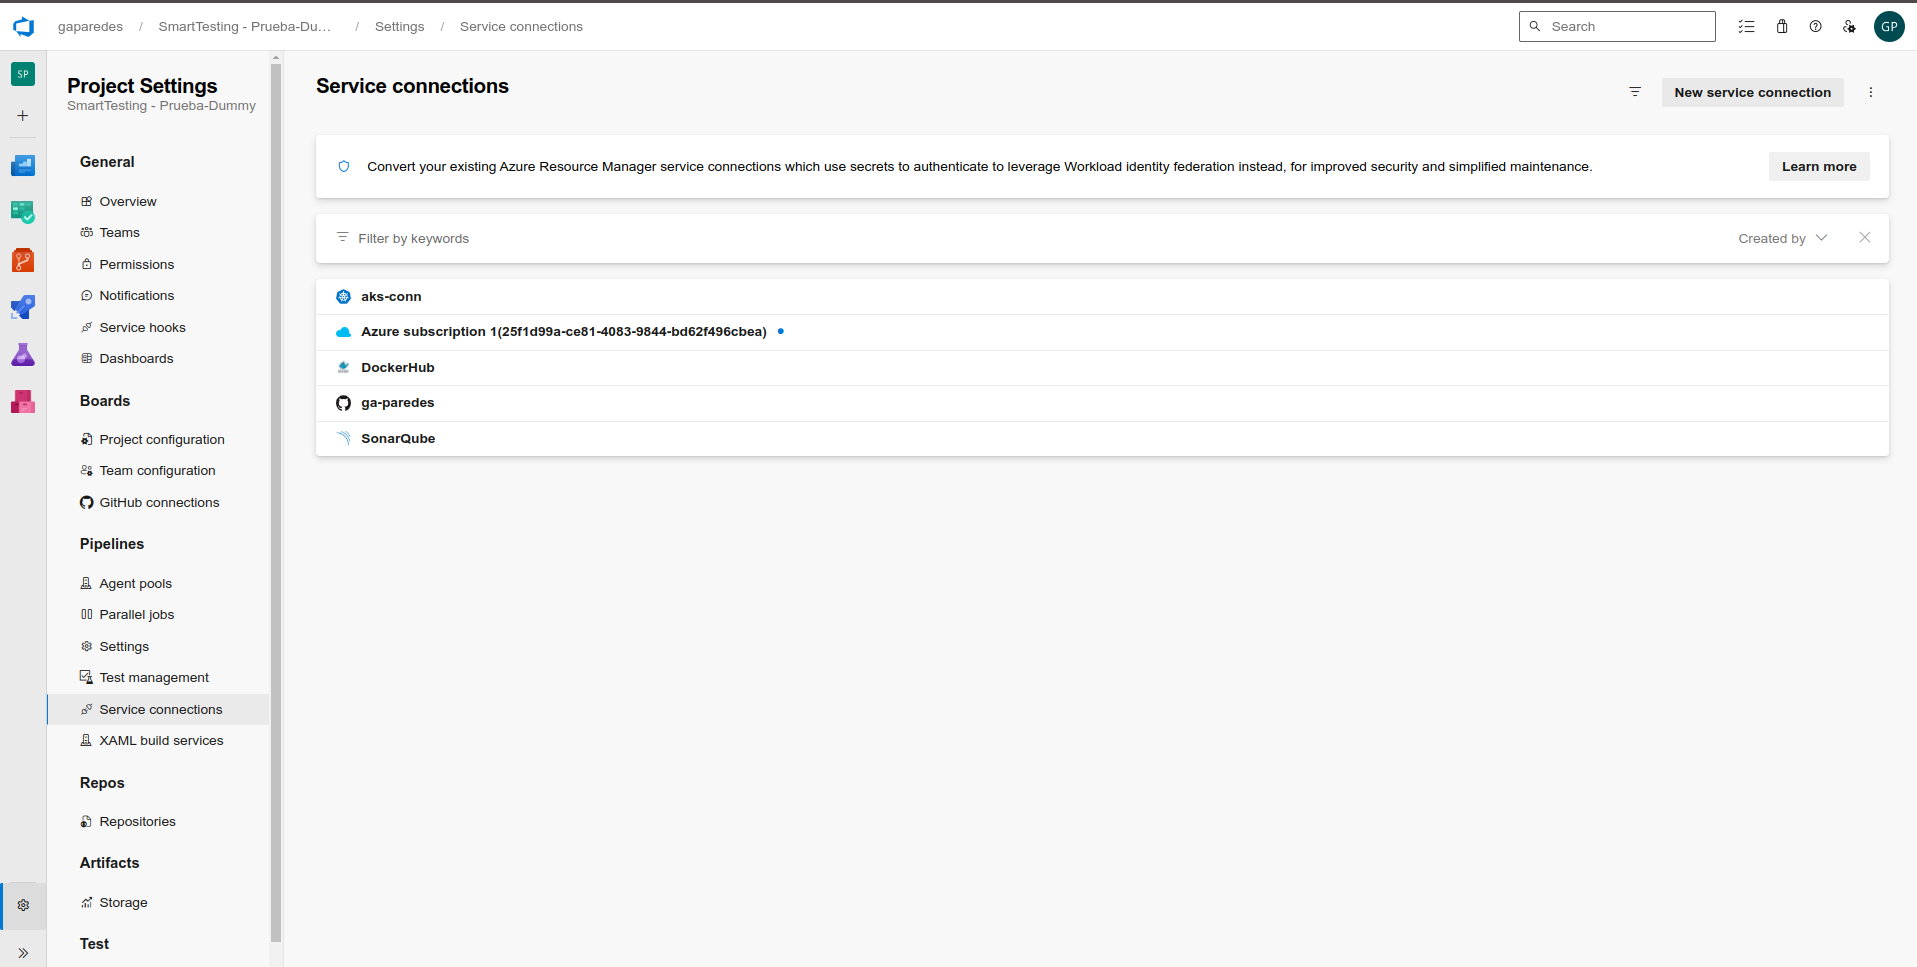 gaparedes / SmartTesting - Prueba-Du... / Settings / Service connections
Search
GP
SP
Project Settings
SmartTesting - Prueba-Dummy
General
Overview
Teams
Permissions
Notifications
Service hooks
Dashboards
Boards
Project configuration
Team configuration
GitHub connections
Pipelines
Agent pools
Parallel jobs
Settings
Test management
Service connections
XAML build services
Repos
Repositories
Artifacts
Storage
Test
Service connections
New service connection
Convert your existing Azure Resource Manager service connections which use secrets to authenticate to leverage Workload identity federation instead, for improved security and simplified maintenance.
Learn more
Filter by keywords
Created by
aks-conn
Azure subscription 1(25f1d99a-ce81-4083-9844-bd62f496cbea)
DockerHub
ga-paredes
SonarQube